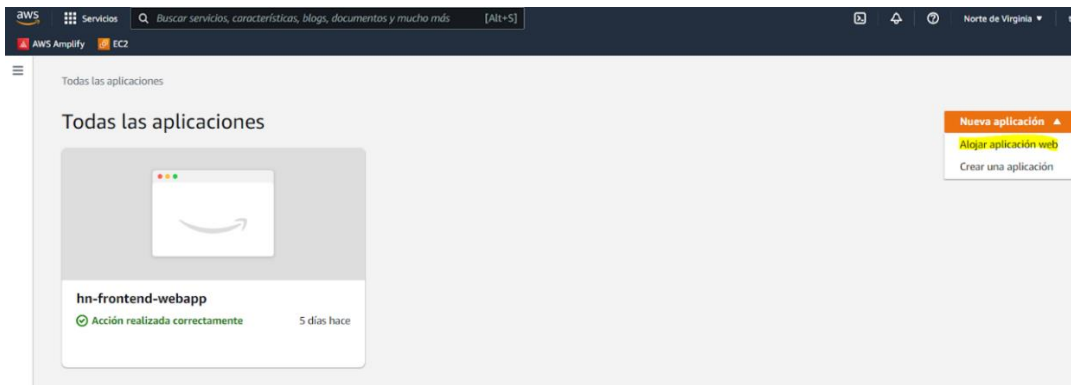 aws Servicios Buscar servicios, características, blogs, documentos y mucho más [Alt+S] Norte de Virginia
AWS Amplify EC2
Todas las aplicaciones
Todas las aplicaciones
Nueva aplicación
Alojar aplicación web
Crear una aplicación
hn-frontend-webapp
Acción realizada correctamente 5 días hace